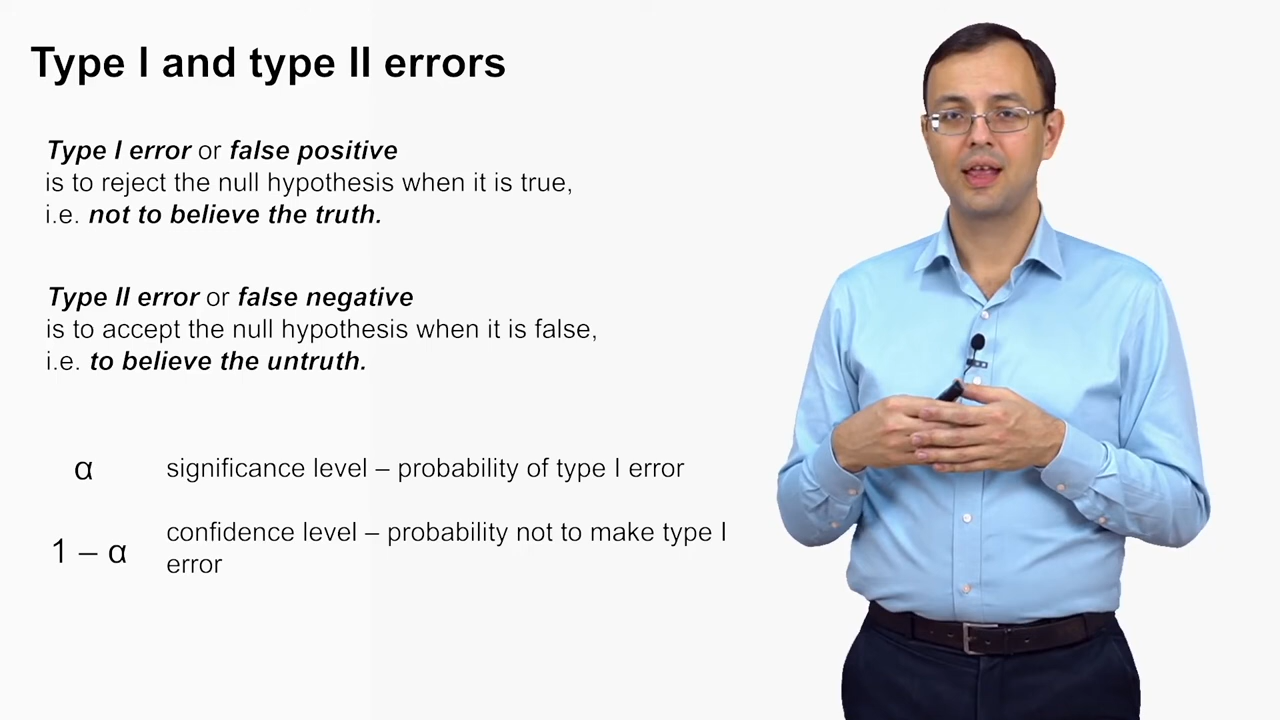 Type I and type II errors
Type I error or false positive
is to reject the null hypothesis when it is true,
i.e. not to believe the truth.
Type II error or false negative
is to accept the null hypothesis when it is false,
i.e. to believe the untruth.
α significance level – probability of type I error
1 – α confidence level – probability not to make type I
error